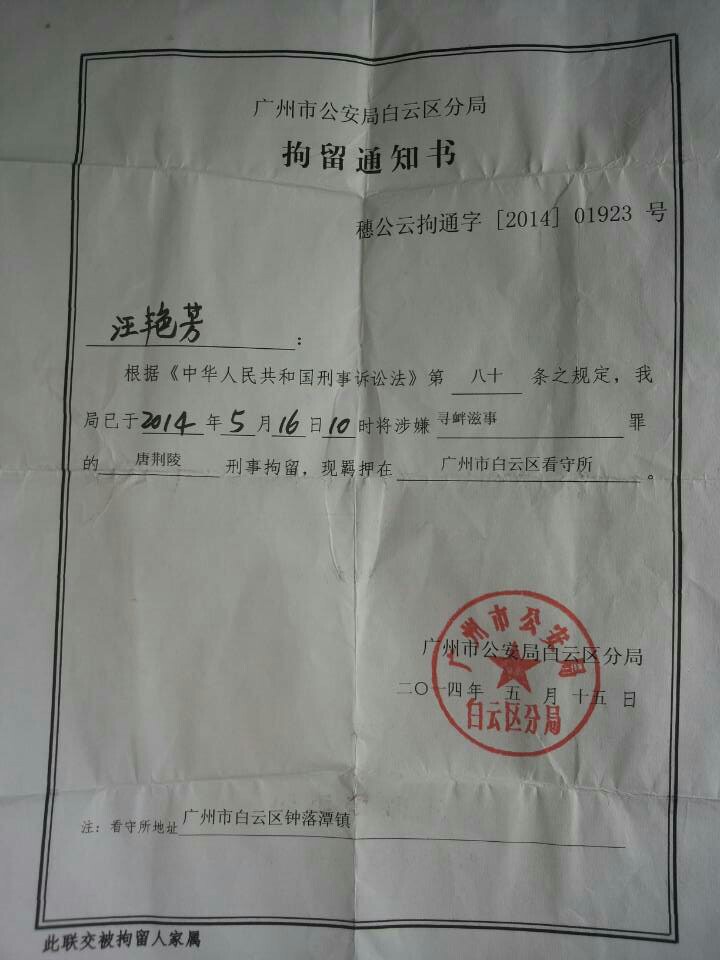 广州市公安局白云区分局
拘留通知书
穗公云拘通字 [2014] 01923 号
汪艳芳：
根据《中华人民共和国刑事诉讼法》第 八十 条之规定，我
局已于2014年5月16日10时将涉嫌 寻衅滋事 罪
的 唐荆陵 刑事拘留，现羁押在 广州市白云区看守所 。
广州市公安局
广州市公安局白云区分局
二〇一四年 五 月 十五 日
白云区分局
注：看守所地址 广州市白云区钟落潭镇
此联交被拘留人家属